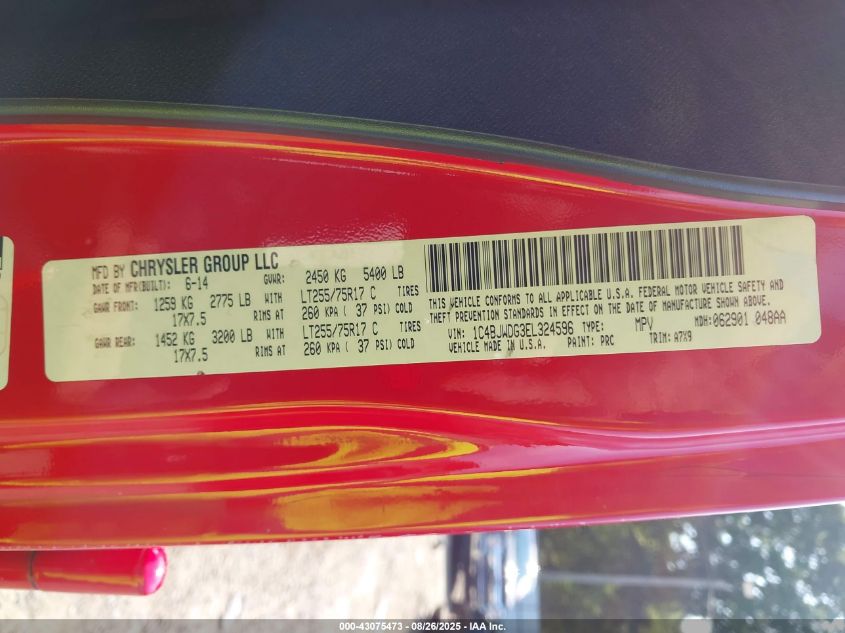 MFD BY CHRYSLER GROUP LLC
DATE OF MFR(BUILT): 6-14 GVWR: 2450 KG 5400 LB
GAWR FRONT: 1259 KG 2775 LB WITH LT255/75R17 C TIRES
17X7.5 RIMS AT 260 KPA ( 37 PSI) COLD
GAWR REAR: 1452 KG 3200 LB WITH LT255/75R17 C TIRES
17X7.5 RIMS AT 260 KPA ( 37 PSI) COLD
THIS VEHICLE CONFORMS TO ALL APPLICABLE U.S.A. FEDERAL MOTOR VEHICLE SAFETY AND
THEFT PREVENTION STANDARDS IN EFFECT ON THE DATE OF MANUFACTURE SHOWN ABOVE.
VIN: 1C4BJWDG3EL324596 TYPE: MPV MDH: 062901 048AA
VEHICLE MADE IN U.S.A. PAINT: PRC TRIM: A7X9
000-43075473 - 08/26/2025 - IAA Inc.